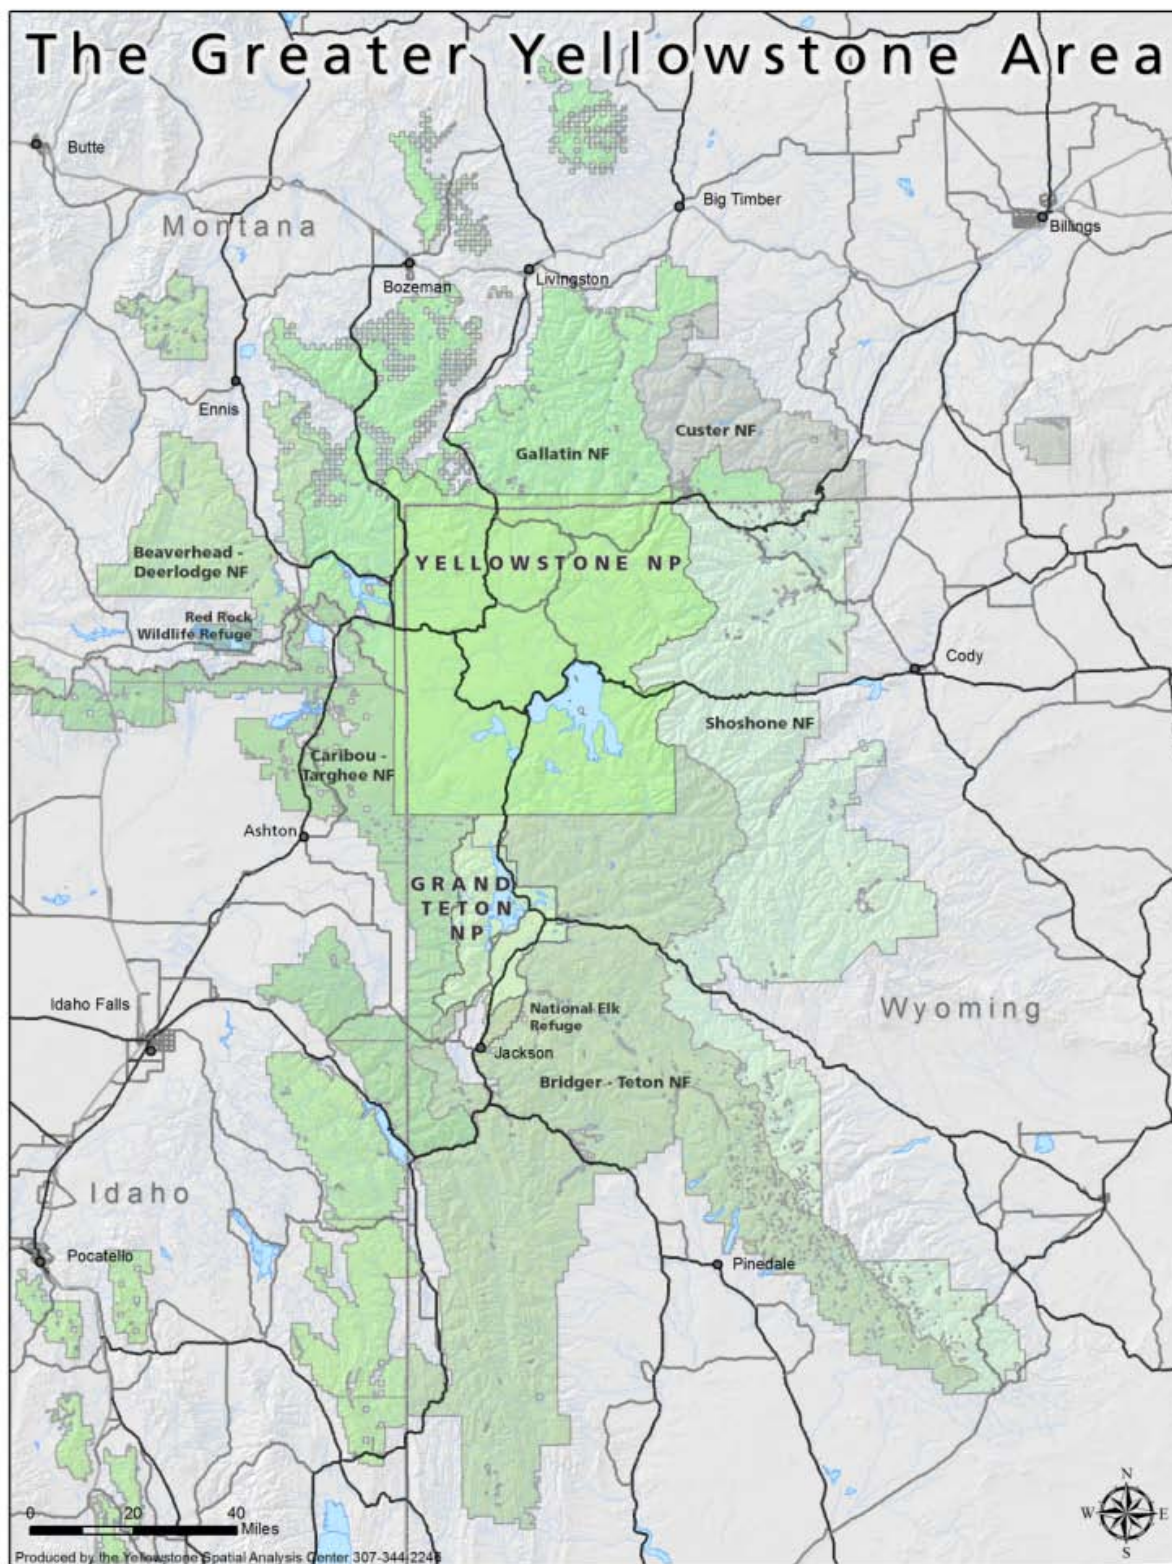 The Greater Yellowstone Area
Butte
Big Timber
Montana
Billings
Bozeman
Livingston
Ennis
Custer NF
Gallatin NF
Beaverhead -
Deerlodge NF
YELLOWSTONE NP
Red Rock
Wildlife Refuge
Cody
Shoshone NF
Caribou -
Targhee NF
Ashton
GRAND
TETON
NP
Idaho Falls
National Elk
Refuge
Wyoming
Jackson
Bridger - Teton NF
Idaho
Pocatello
Pinedale
N
W E
S
0 20 40
Miles
Produced by the Yellowstone Spatial Analysis Center 307-344-224